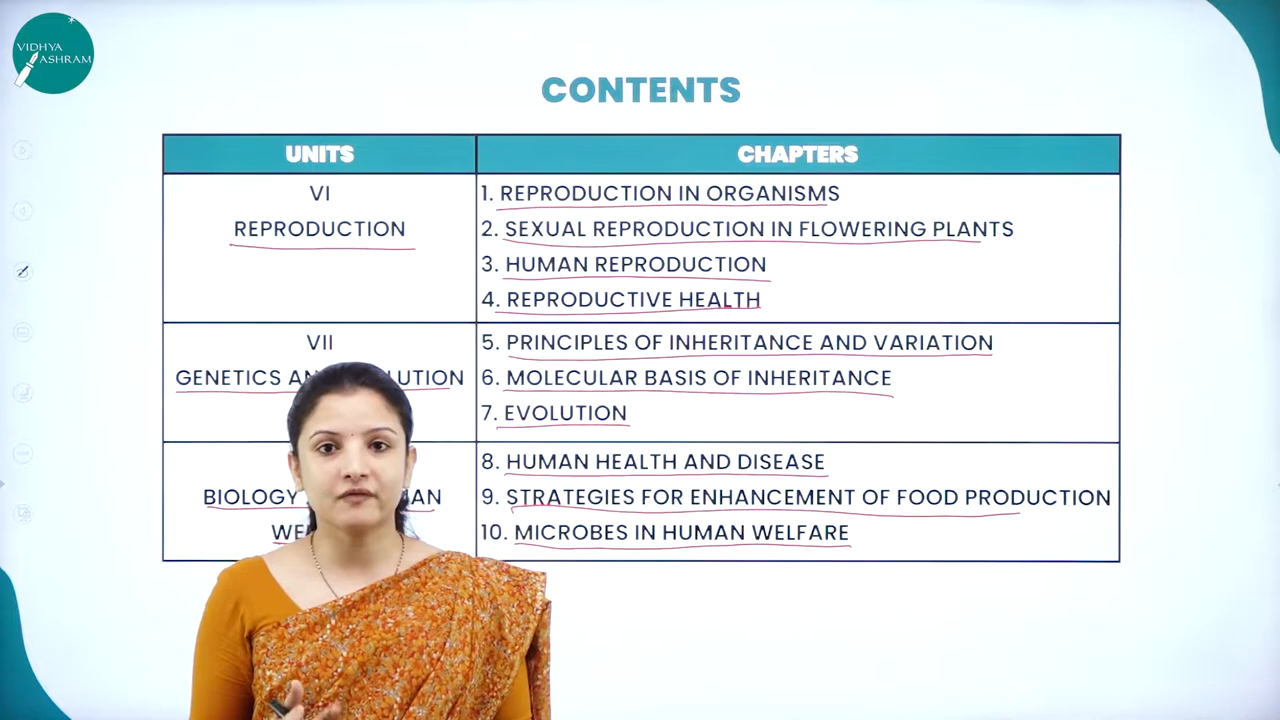 VIDHYA
ASHRAM
CONTENTS
UNITS CHAPTERS
VI 1. REPRODUCTION IN ORGANISMS
REPRODUCTION 2. SEXUAL REPRODUCTION IN FLOWERING PLANTS
3. HUMAN REPRODUCTION
4. REPRODUCTIVE HEALTH
VII 5. PRINCIPLES OF INHERITANCE AND VARIATION
GENETICS 6. MOLECULAR BASIS OF INHERITANCE
7. EVOLUTION
8. HUMAN HEALTH AND DISEASE
BIOLOGY 9. STRATEGIES FOR ENHANCEMENT OF FOOD PRODUCTION
10. MICROBES IN HUMAN WELFARE